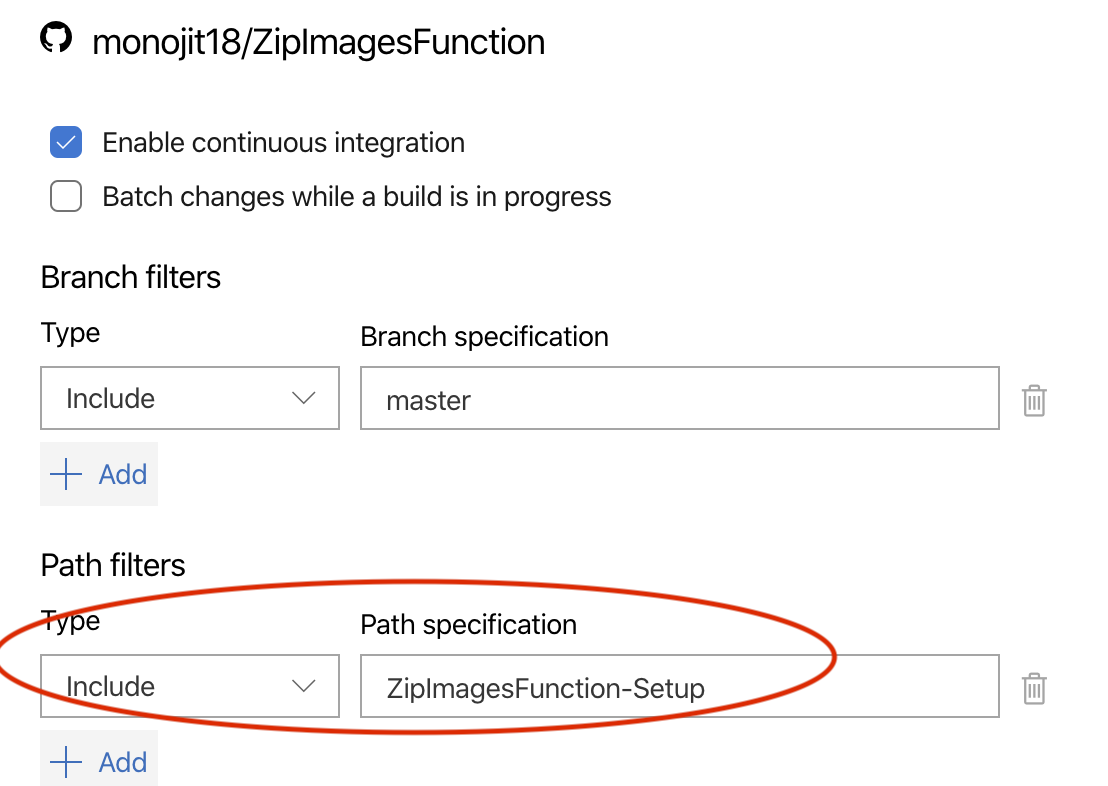 monojit18/ZipImagesFunction
Enable continuous integration
Batch changes while a build is in progress
Branch filters
Type Branch specification
Include master
Add
Path filters
Type Path specification
Include ZipImagesFunction-Setup
Add